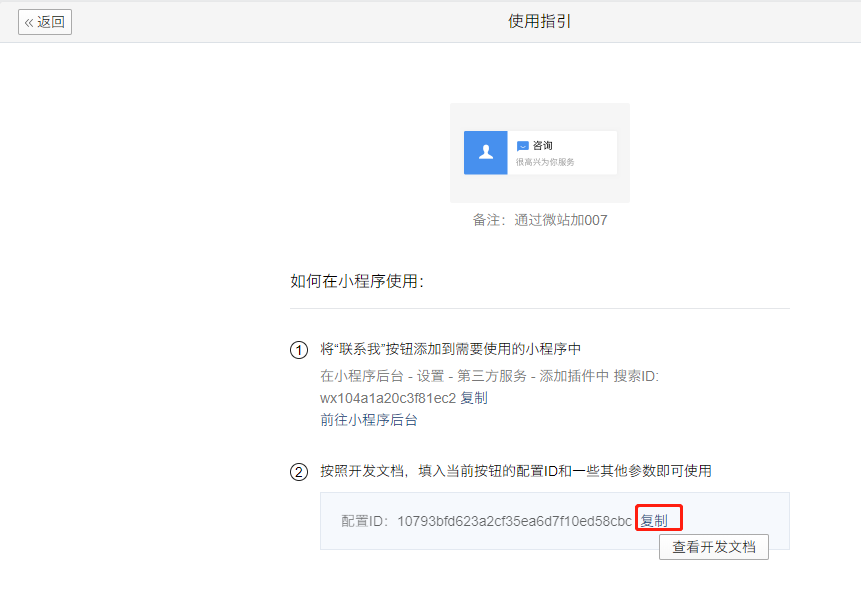 « 返回
使用指引
咨询
很高兴为你服务
备注：通过微站加007
如何在小程序使用：
① 将“联系我”按钮添加到需要使用的小程序中
在小程序后台 - 设置 - 第三方服务 - 添加插件中 搜索ID:
wx104a1a20c3f81ec2 复制
前往小程序后台
② 按照开发文档，填入当前按钮的配置ID和一些其他参数即可使用
配置ID：10793bfd623a2cf35ea6d7f10ed58cbc 复制
查看开发文档